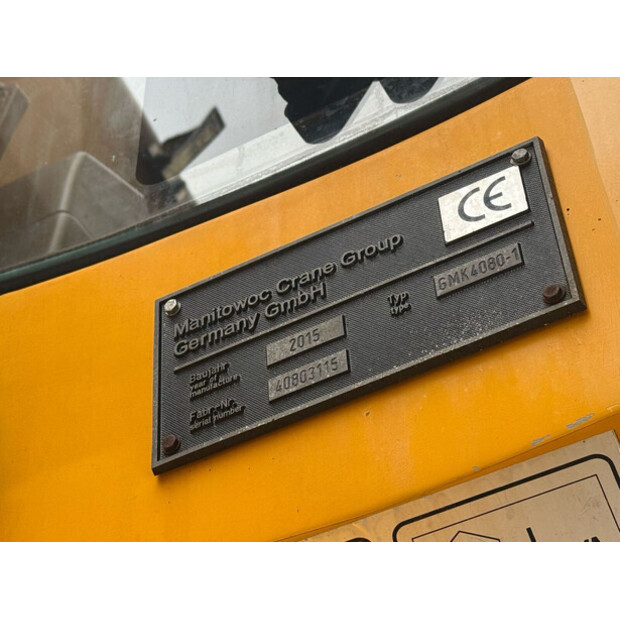 CE
Manitowoc Crane Group
Germany GmbH
Typ
type
GMK4080-1
Baujahr
year of
manufacture
2015
Fabr.-Nr.
serial number
40803115